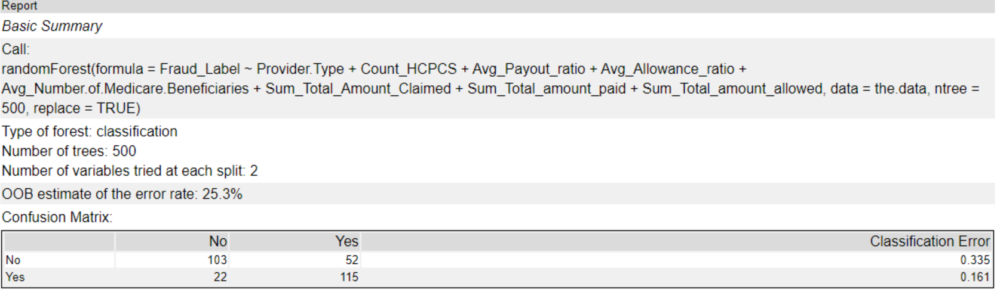 Report
Basic Summary
Call:
randomForest(formula = Fraud_Label ~ Provider.Type + Count_HCPCS + Avg_Payout_ratio + Avg_Allowance_ratio +
Avg_Number.of.Medicare.Beneficiaries + Sum_Total_Amount_Claimed + Sum_Total_amount_paid + Sum_Total_amount_allowed, data = the.data, ntree =
500, replace = TRUE)
Type of forest: classification
Number of trees: 500
Number of variables tried at each split: 2
OOB estimate of the error rate: 25.3%
Confusion Matrix:
No Yes Classification Error
No 103 52 0.335
Yes 22 115 0.161